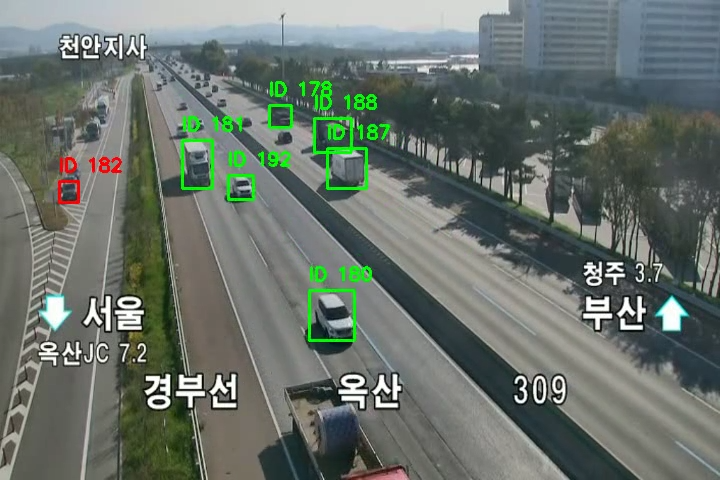 천안지사
ID 178
ID 188
ID 181
ID 187
ID 192
ID 182
ID 180
청주 3.7
서울
부산
옥산JC 7.2
경부선 옥산 309